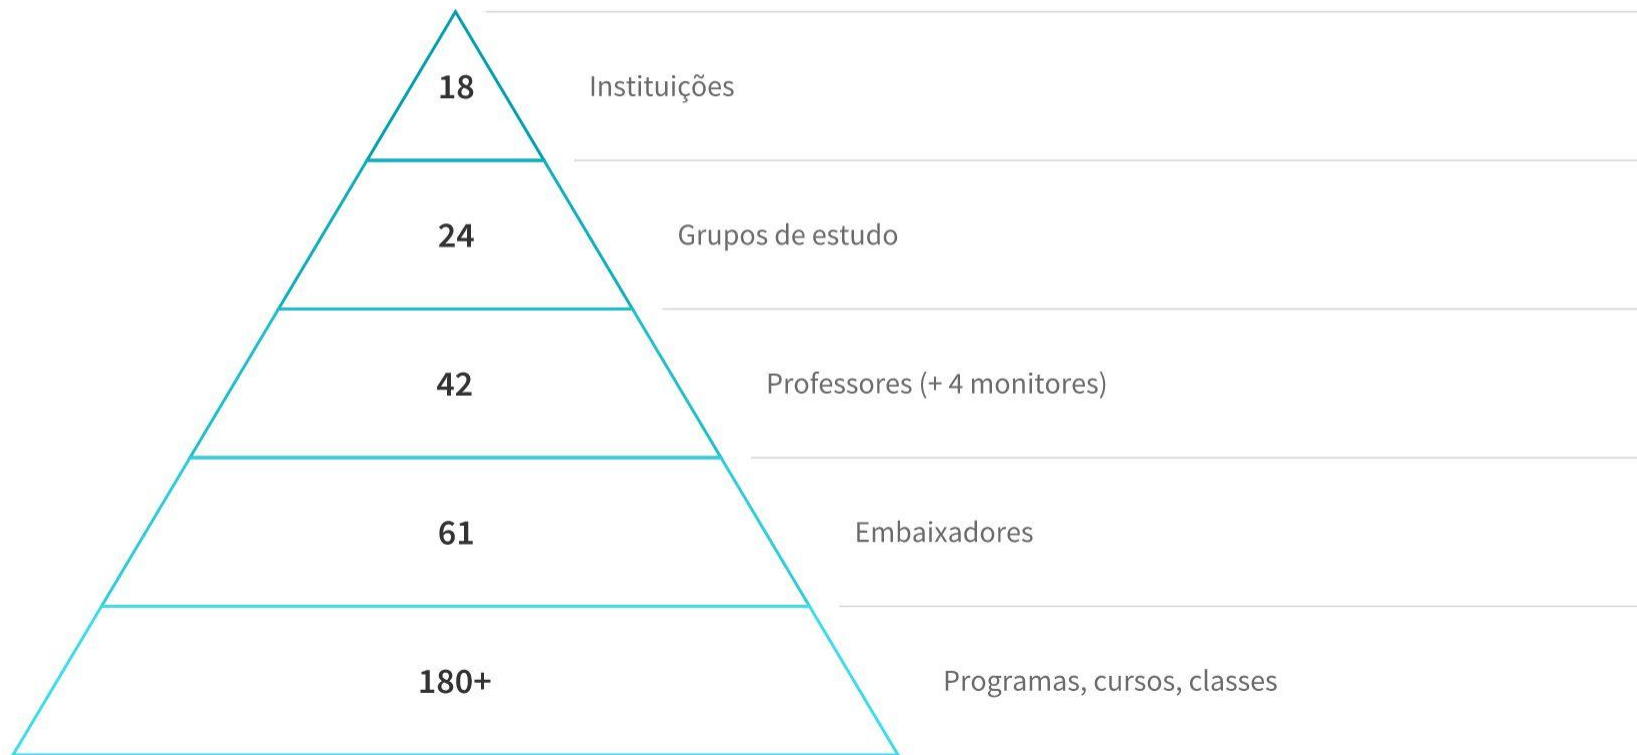 18
Instituições
24
Grupos de estudo
42
Professores (+ 4 monitores)
61
Embaixadores
180+
Programas, cursos, classes